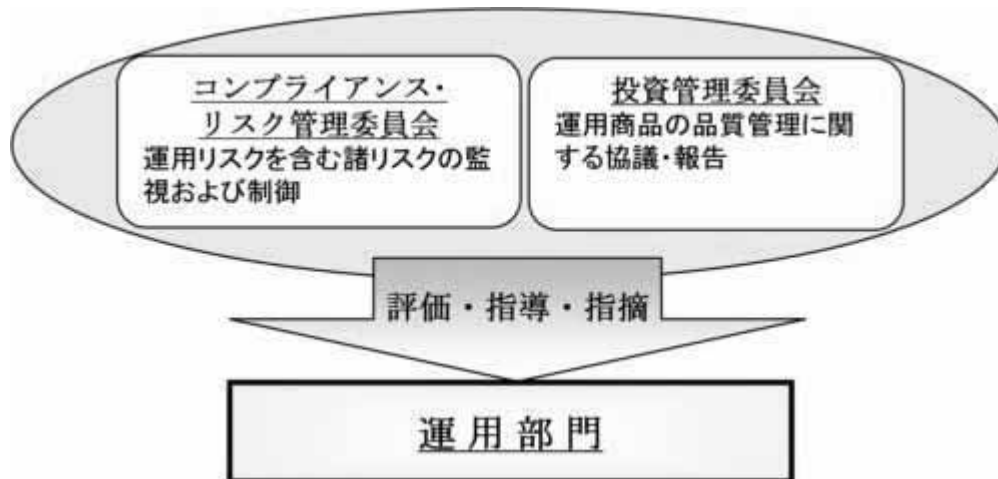 コンプライアンス・
リスク管理委員会
運用リスクを含む諸リスクの監
視および制御
投資管理委員会
運用商品の品質管理に関
する協議・報告
評価・指導・指摘
運用部門